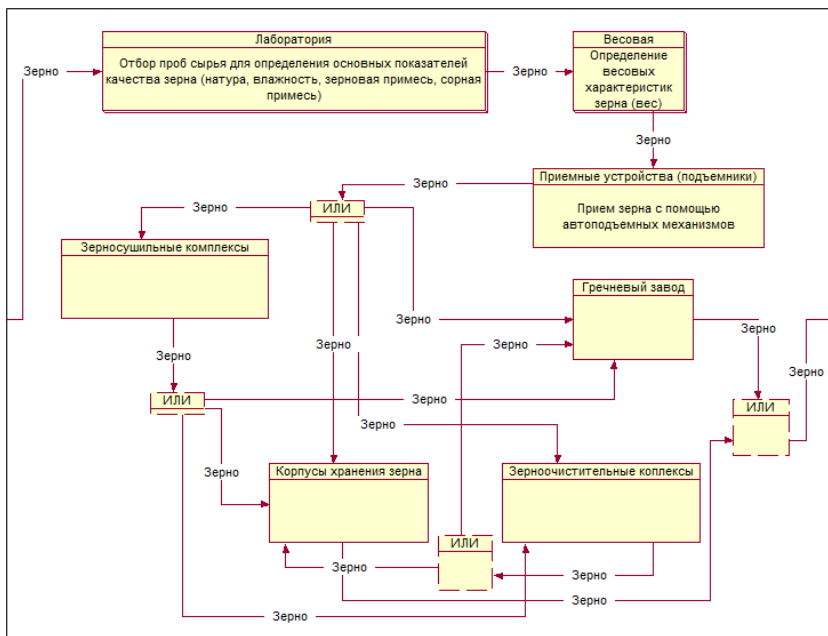 Лаборатория
Отбор проб сырья для определения основных показателей
качества зерна (натура, влажность, зерновая примесь, сорная
примесь)
Весовая
Определение
весовых
характеристик
зерна (вес)
Зерно
Зерно
Зерно
Приемные устройства (подъемники)
Прием зерна с помощью
автоподъемных механизмов
Зерно
ИЛИ
Зерно
Зерносушильные комплексы
Гречневый завод
Зерно
Зерно
Зерно
Зерно
Зерно
ИЛИ
Зерно
ИЛИ
Зерно
Зерно
Корпусы хранения зерна
Зерноочистительные коплексы
Зерно
ИЛИ
Зерно
Зерно
Зерно